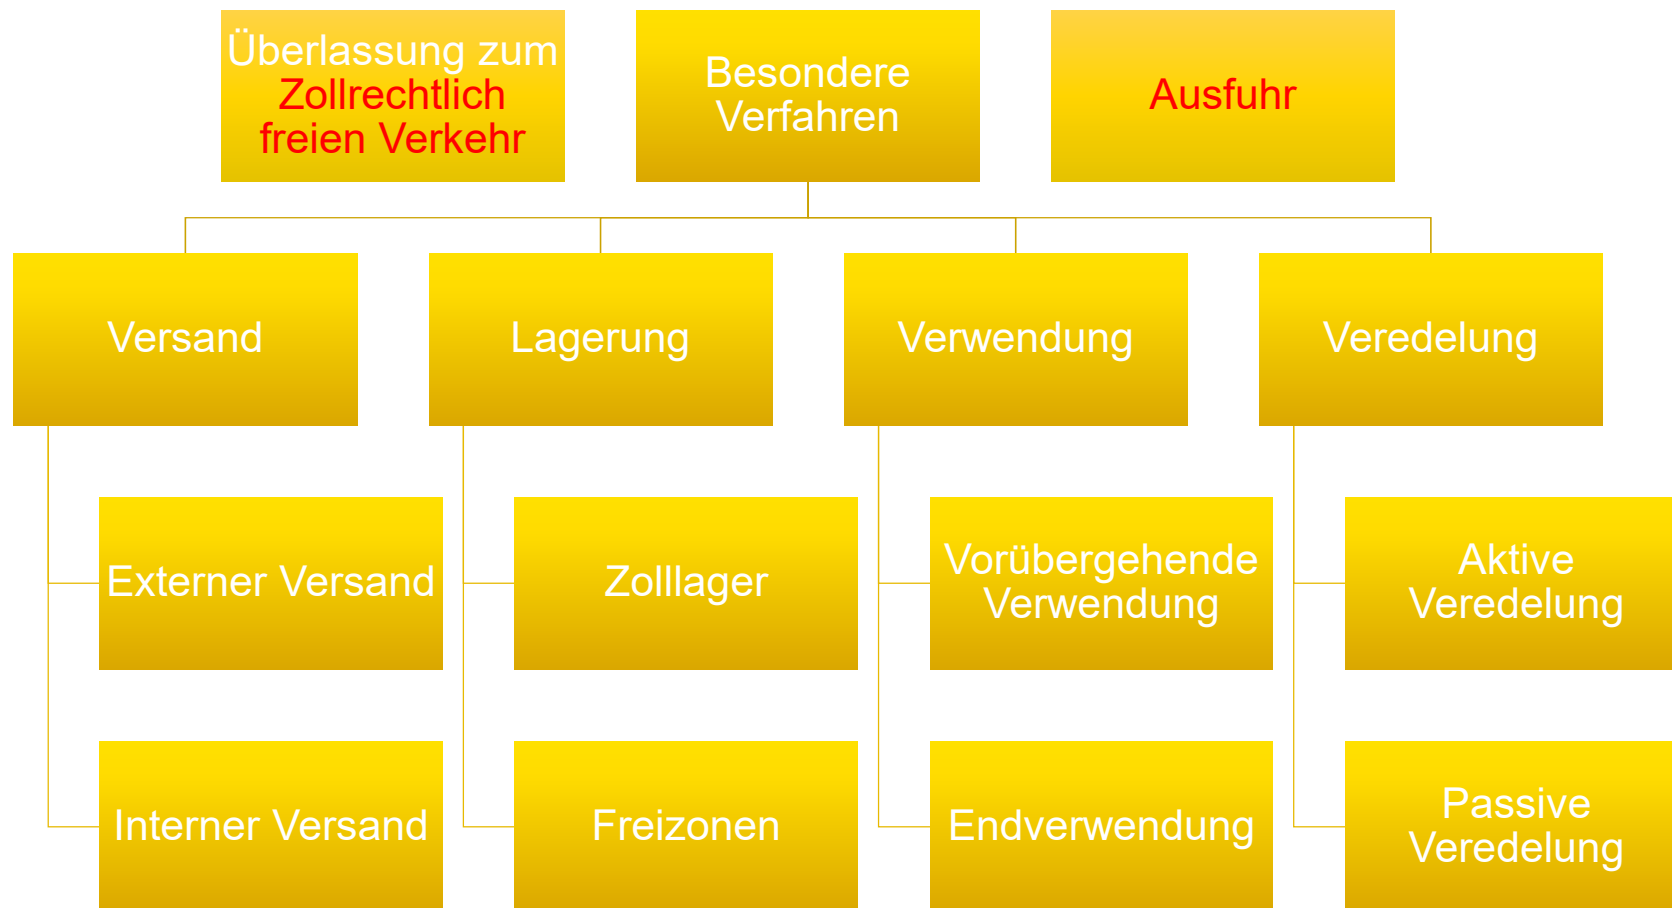 Überlassung zum
Zollrechtlich
freien Verkehr
Besondere
Verfahren
Ausfuhr
Versand
Lagerung
Verwendung
Veredelung
Externer Versand
Zolllager
Vorübergehende
Verwendung
Aktive
Veredelung
Interner Versand
Freizonen
Endverwendung
Passive
Veredelung